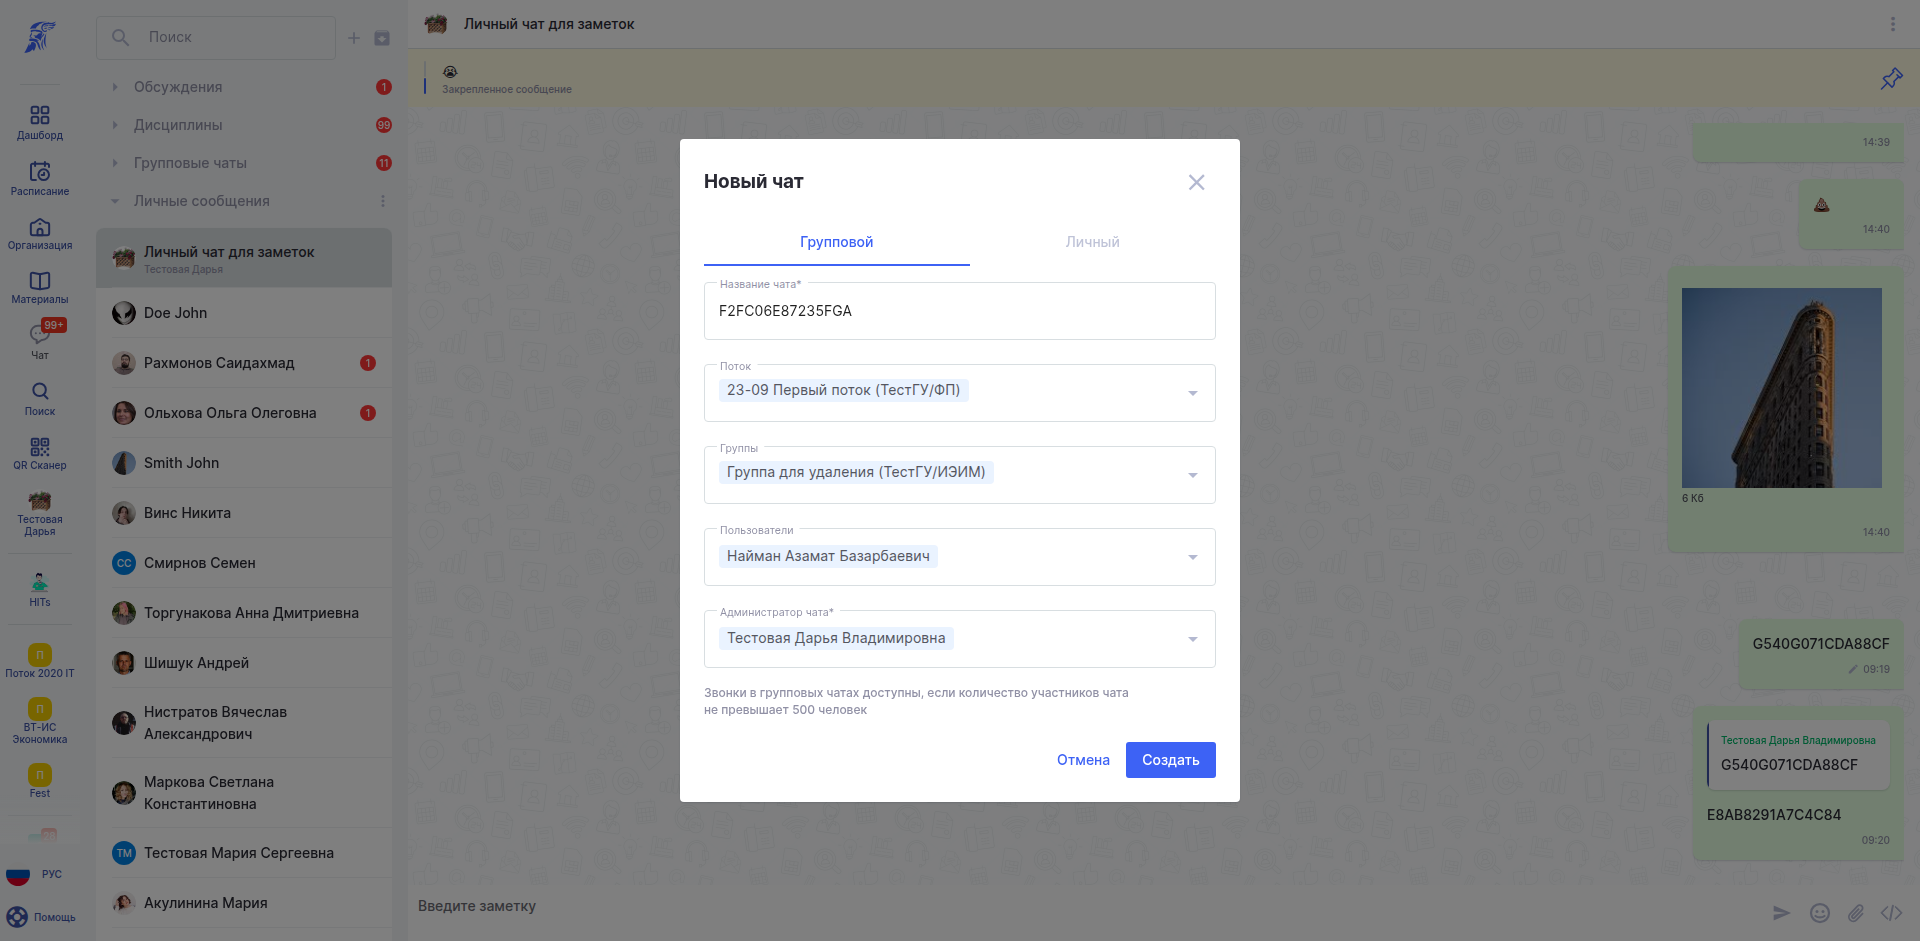 Дашборд
Расписание
Организация
Материалы
99+
Чат
Поиск
QR Сканер
Тестовая
Дарья
HITs
П
Поток 2020 IT
П
ВТ-ИС
Экономика
П
Fest
РУС
Помощь
Поиск
Обсуждения
1
Дисциплины
99
Групповые чаты
11
Личные сообщения
Личный чат для заметок
Тестовая Дарья
Doe John
Рахмонов Саидахмад
1
Ольхова Ольга Олеговна
1
Smith John
Винс Никита
СС
Смирнов Семен
Торгунакова Анна Дмитриевна
Шишук Андрей
Нистратов Вячеслав
Александрович
Маркова Светлана
Константиновна
ТМ
Тестовая Мария Сергеевна
Акулинина Мария
Личный чат для заметок
Закрепленное сообщение
14:39
14:40
6 Кб
14:40
G540G071CDA88CF
09:19
Тестовая Дарья Владимировна
G540G071CDA88CF
E8AB8291A7C4C84
09:20
Введите заметку
Новый чат
Групповой
Личный
Название чата*
F2FC06E87235FGA
Поток
23-09 Первый поток (ТестГУ/ФП)
Группы
Группа для удаления (ТестГУ/ИЭИМ)
Пользователи
Найман Азамат Базарбаевич
Администратор чата*
Тестовая Дарья Владимировна
Звонки в групповых чатах доступны, если количество участников чата
не превышает 500 человек
Отмена
Создать